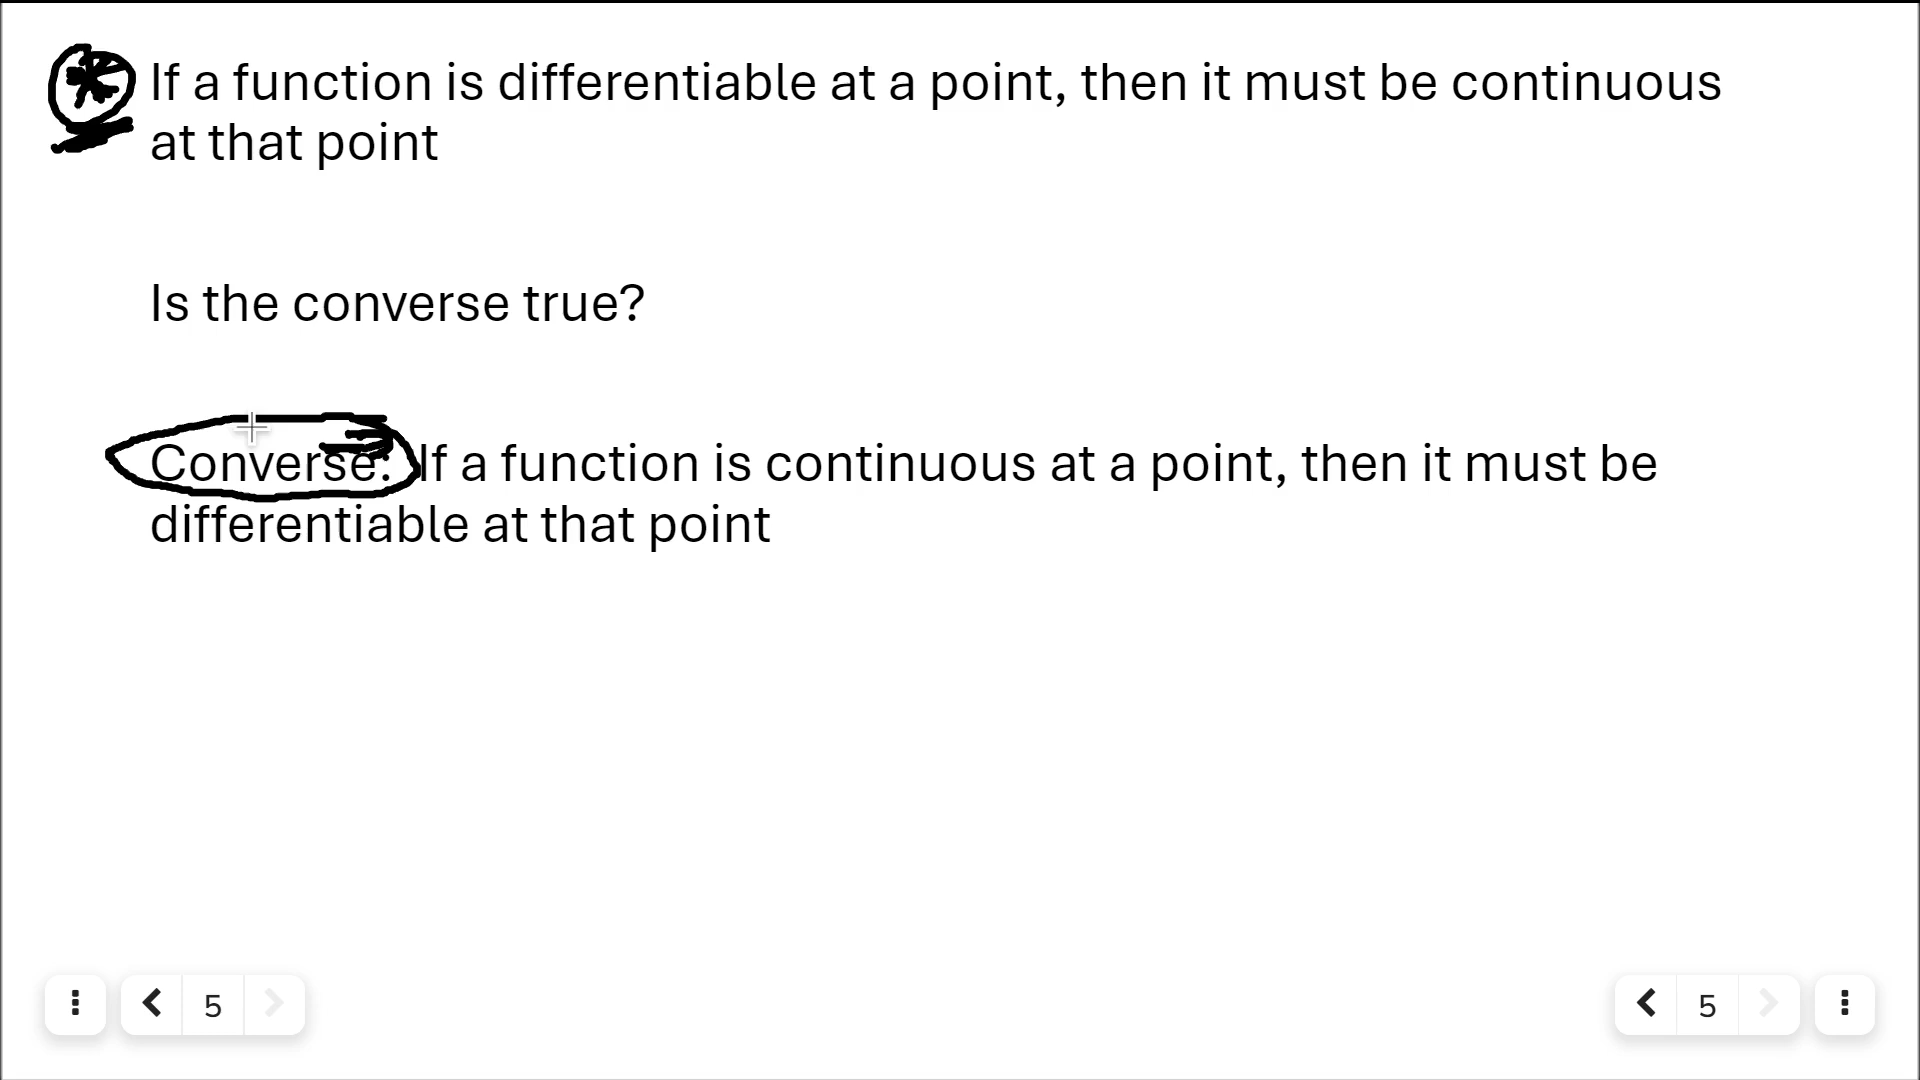 If a function is differentiable at a point, then it must be continuous
at that point
Is the converse true?
Converse: If a function is continuous at a point, then it must be
differentiable at that point
5
5